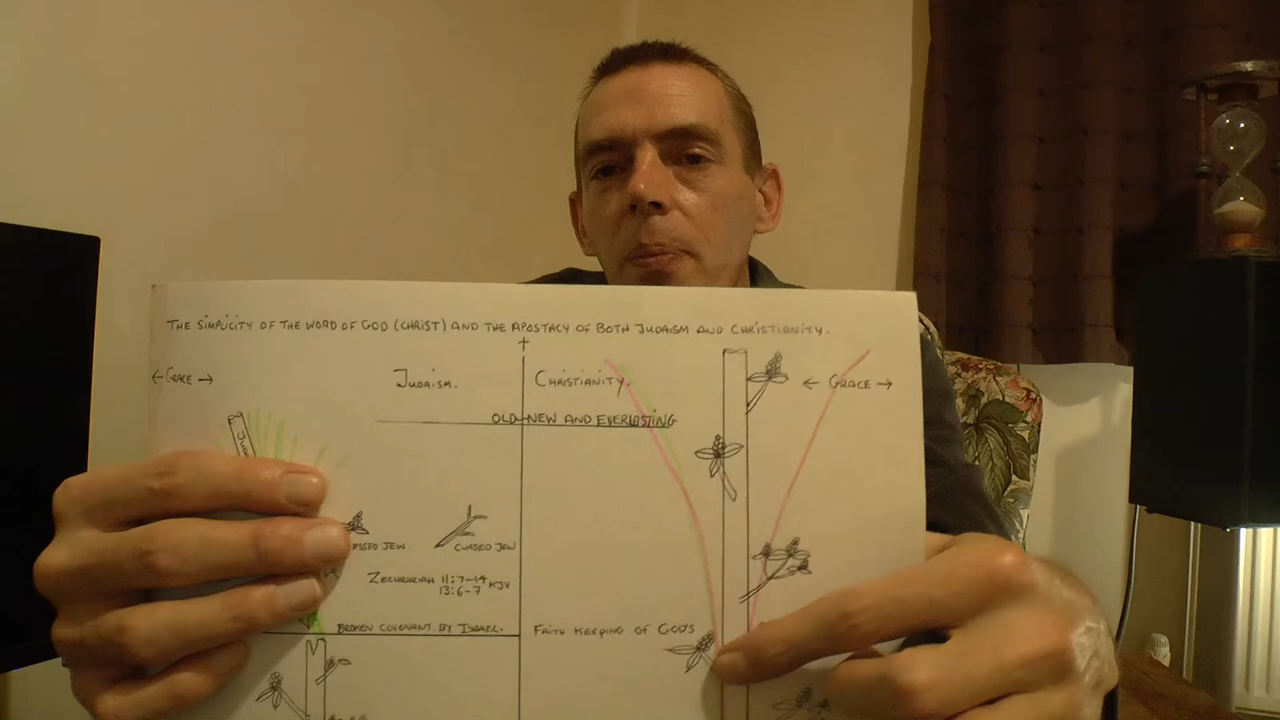 THE SIMPLICITY OF THE WORD OF GOD (CHRIST) AND THE APOSTACY OF BOTH JUDAISM AND CHRISTIANITY.
← GRACE →
JUDAISM.
CHRISTIANITY.
← GRACE →
OLD NEW AND EVERLASTING
CURSED JEW
ZECHARARIAH 11:7-14
13:6-7 KJV
BROKEN COVENANT BY ISRAEL.
FAITH KEEPING OF GOD'S